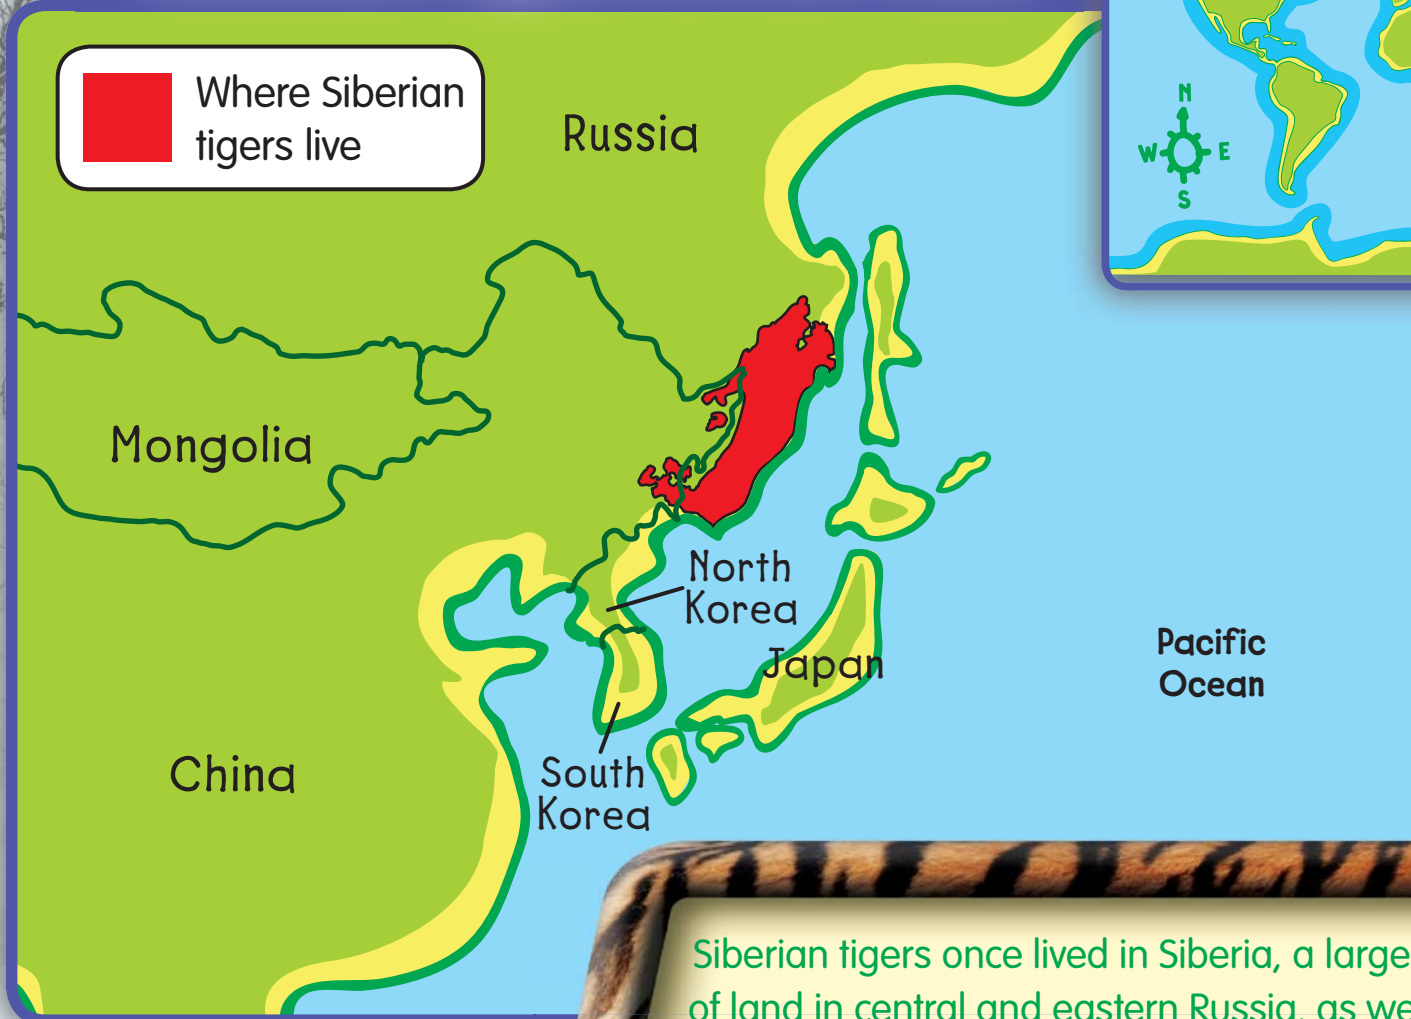 Where Siberian
tigers live
Russia
N
W E
S
Mongolia
North
Korea
Japan
Pacific
Ocean
China
South
Korea
Siberian tigers once lived in Siberia, a large
of land in central and eastern Russia, as we